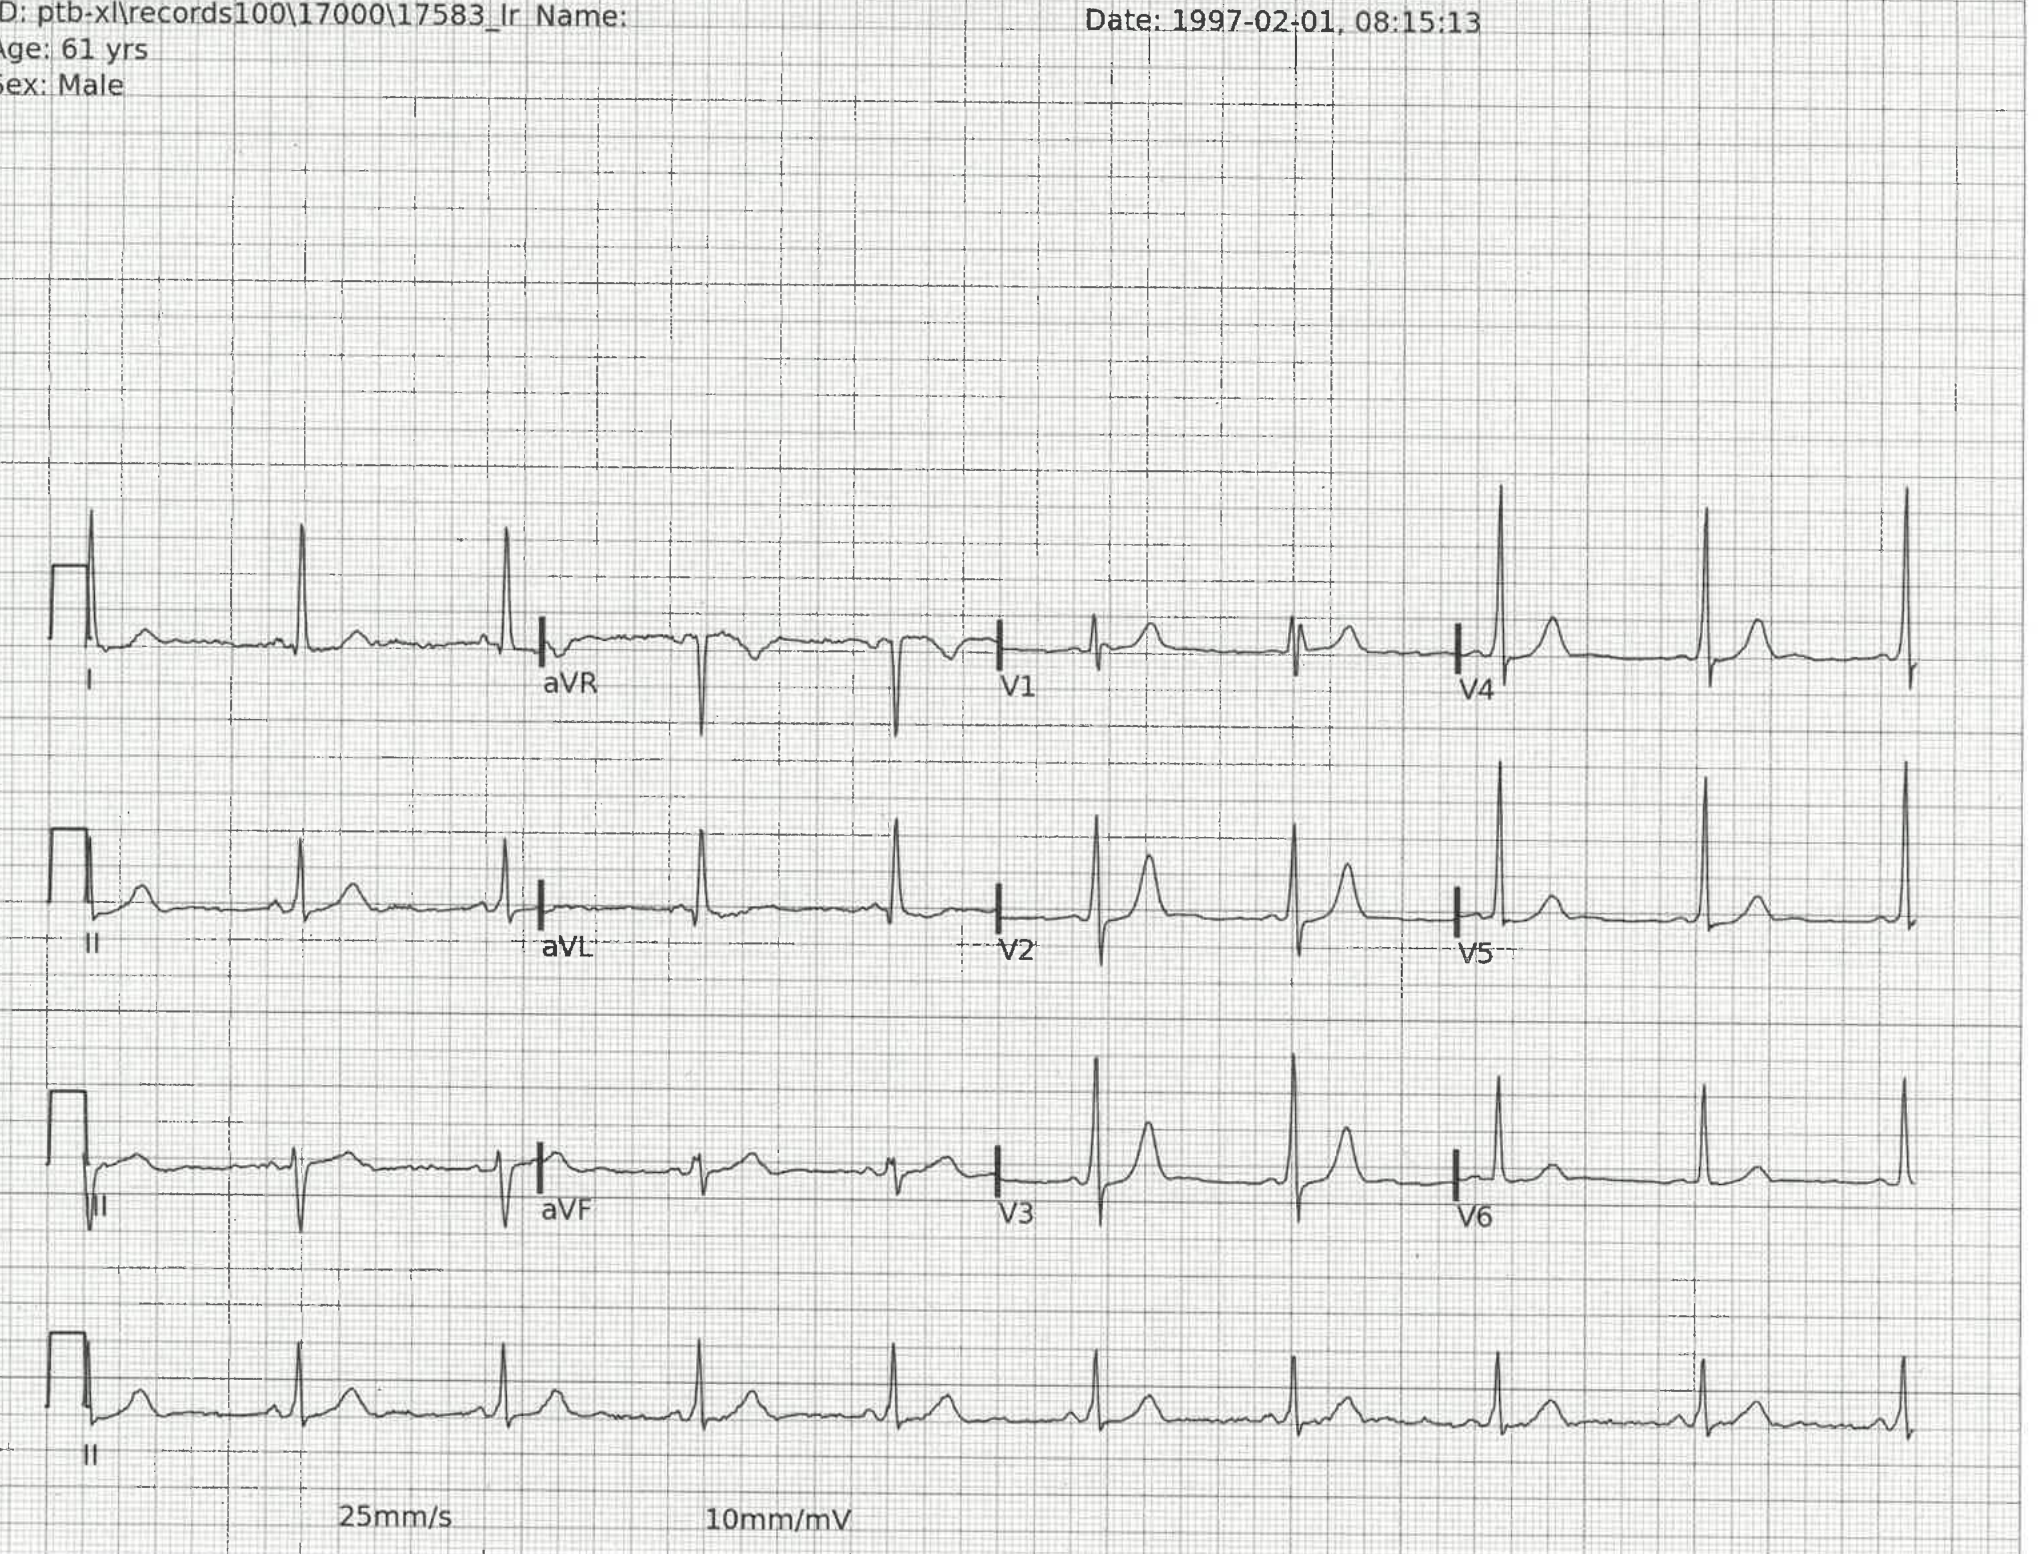 D: ptb-xl\records100\17000\17583_lr Name:
Date: 1997-02-01, 08:15:13
Age: 61 yrs
Sex: Male
I
aVR
V1
V4
II
aVL
V2
V5
III
aVF
V3
V6
II
25mm/s
10mm/mV